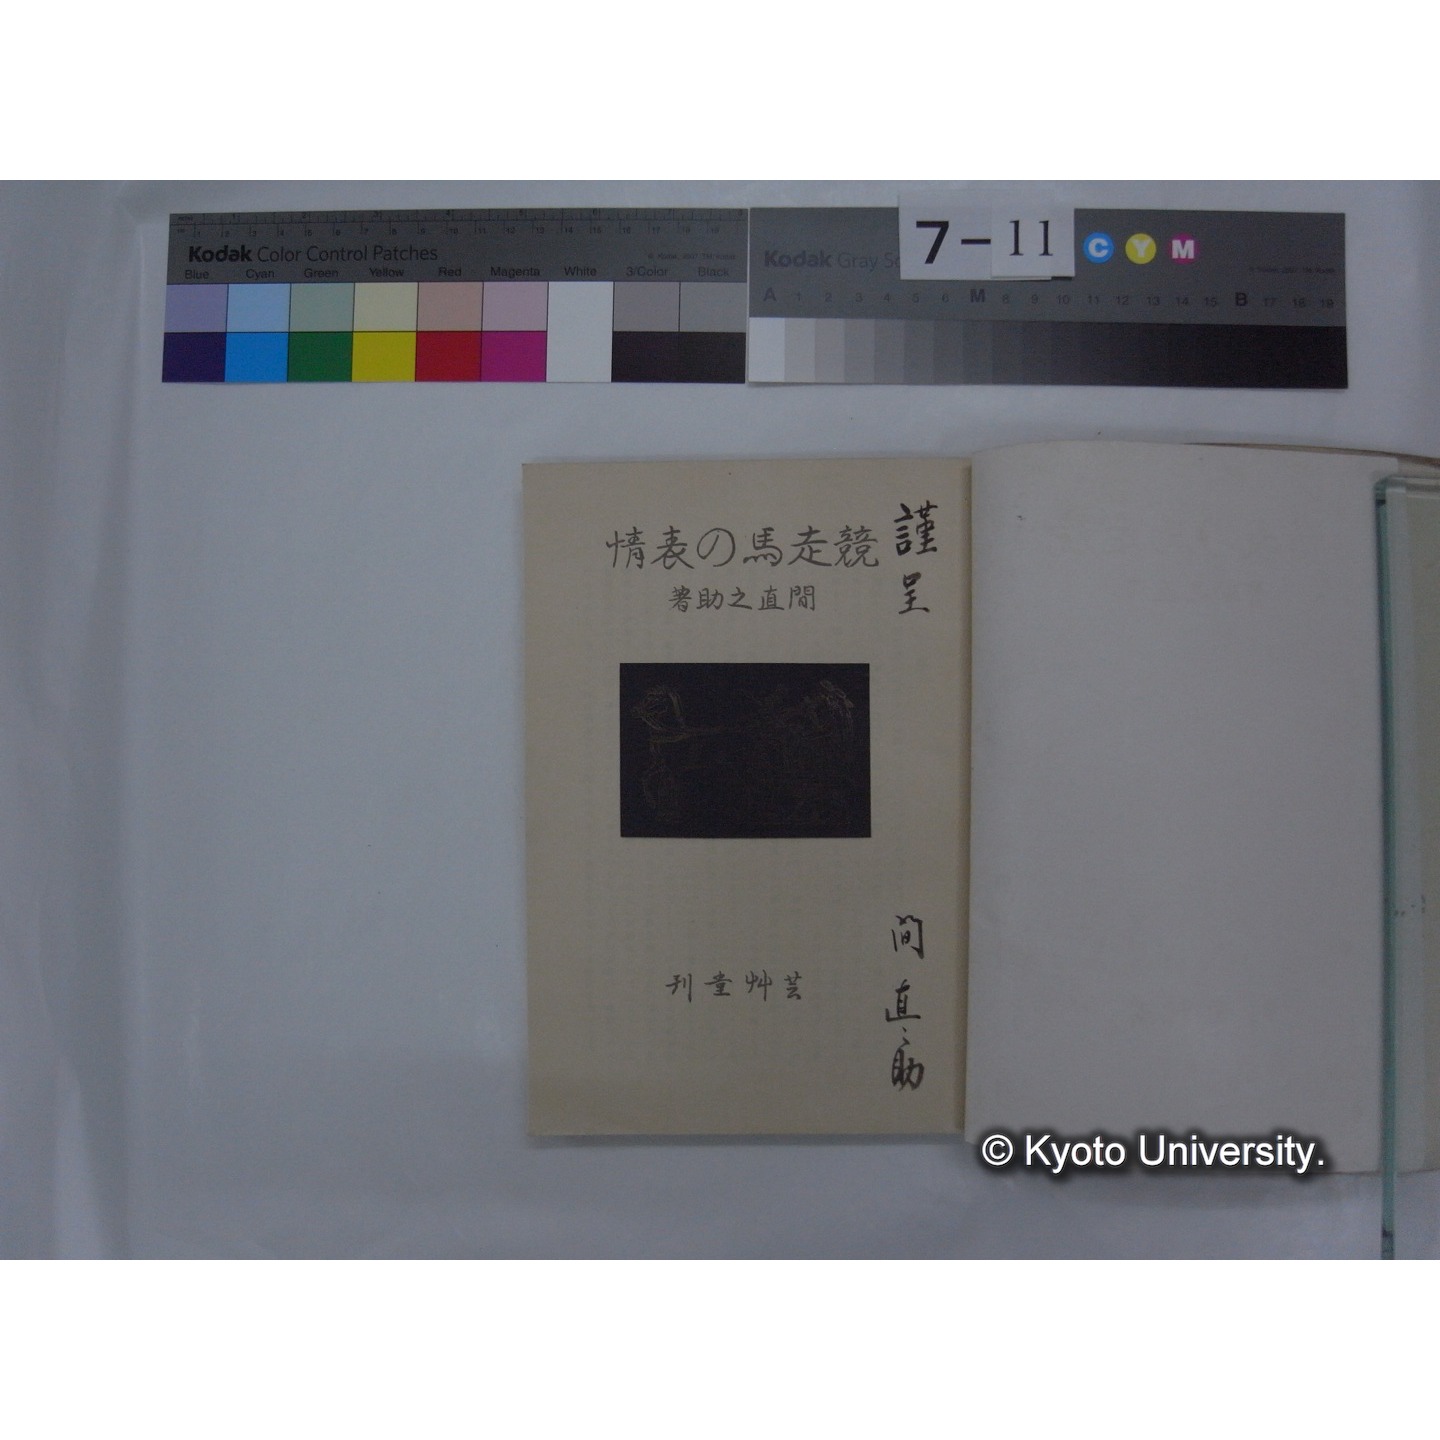 Kodak Color Control Patches
Blue Cyan Green Yellow Red Magenta White 3/Color Black
Kodak Gray
7-11
C Y M
A 1 2 3 4 5 6 M 8 9 10 11 12 13 14 15 B 17 18 19
謹呈
間直之助
競走馬の表情
間直之助著
芸艸堂刊
© Kyoto University.